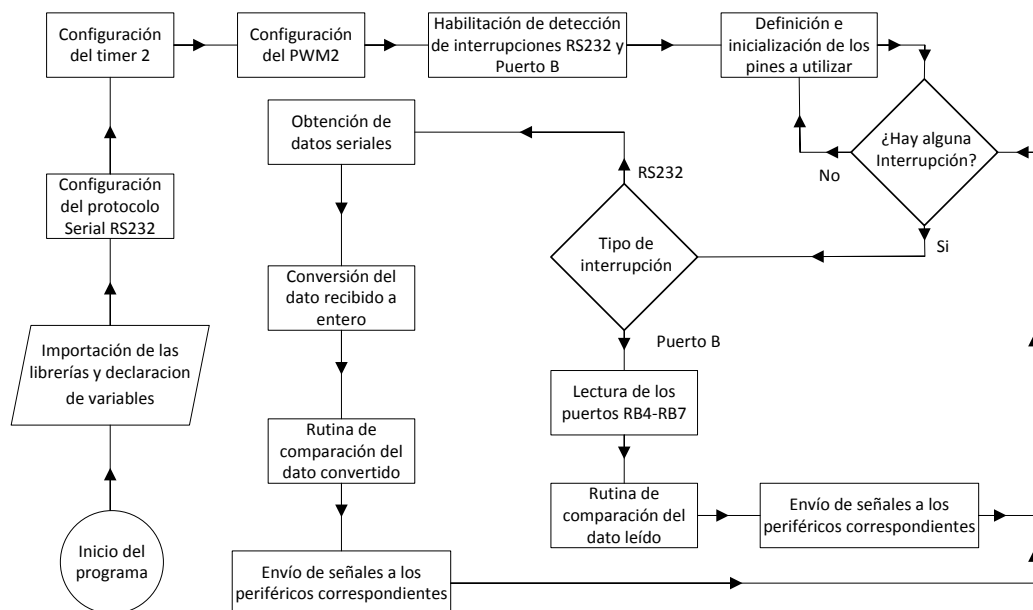 Configuración
del timer 2
Configuración
del PWM2
Habilitación de detección
de interrupciones RS232 y
Puerto B
Definición e
inicialización de los
pines a utilizar
¿Hay alguna
Interrupción?
No
Si
Obtención de
datos seriales
RS232
Tipo de
interrupción
Puerto B
Configuración
del protocolo
Serial RS232
Conversión del
dato recibido a
entero
Importación de las
librerías y declaracion
de variables
Lectura de los
puertos RB4-RB7
Rutina de
comparación del
dato convertido
Rutina de
comparación del
dato leído
Envío de señales a los
periféricos correspondientes
Inicio del
programa
Envío de señales a los
periféricos correspondientes